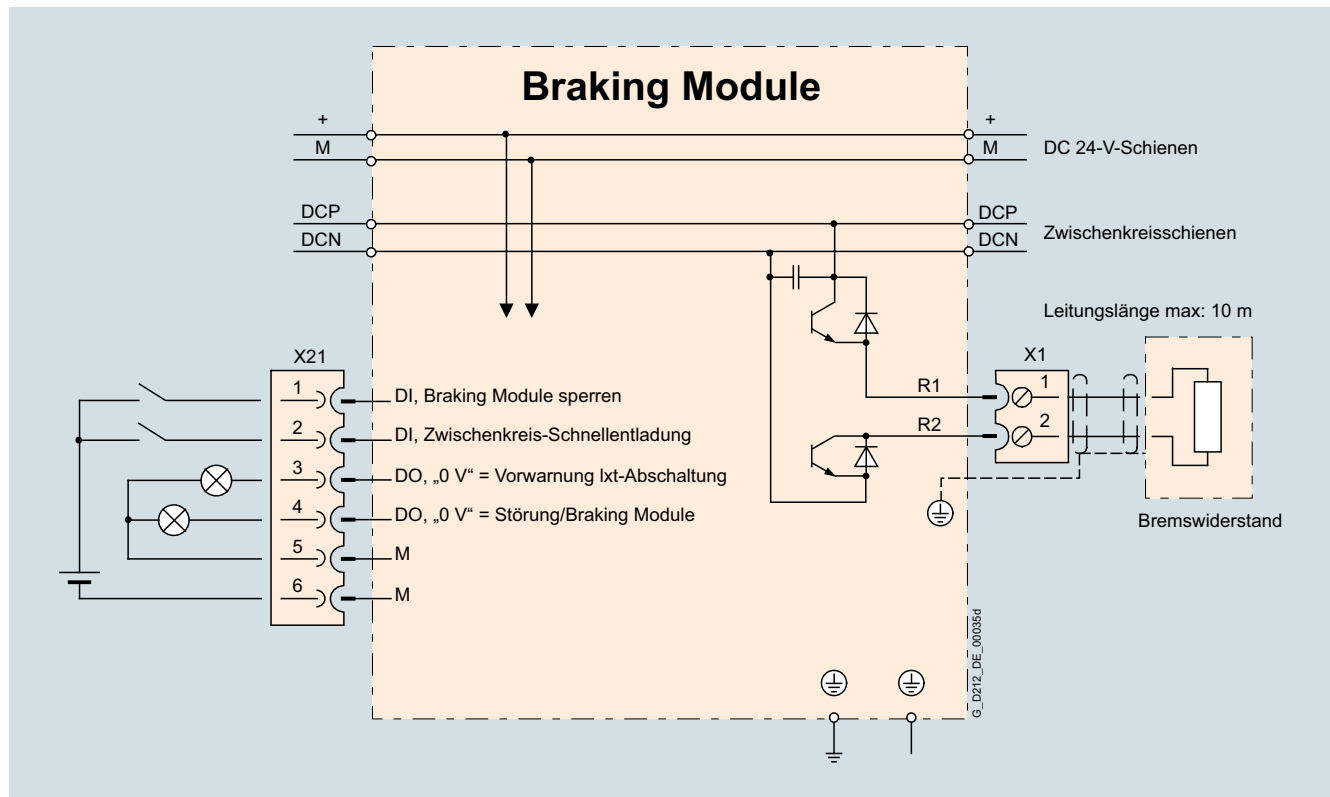 Braking Module
+
+
M
M
DC 24-V-Schienen
DCP
DCP
DCN
DCN
Zwischenkreisschienen
Leitungslänge max: 10 m
X21
X1
1
DI, Braking Module sperren
R1
1
2
DI, Zwischenkreis-Schnellentladung
R2
2
3
DO, „0 V“ = Vorwarnung Ixt-Abschaltung
4
DO, „0 V“ = Störung/Braking Module
Bremswiderstand
5
M
6
M
G_D212_DE_00035d